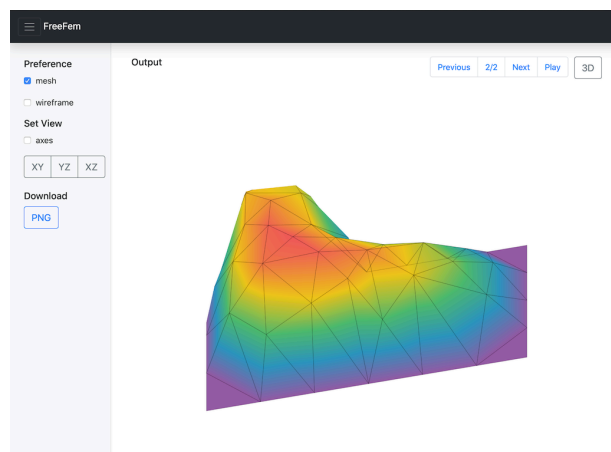 FreeFem
Preference
mesh
wireframe
Set View
axes
XY YZ XZ
Download
PNG
Output
Previous 2/2 Next Play 3D